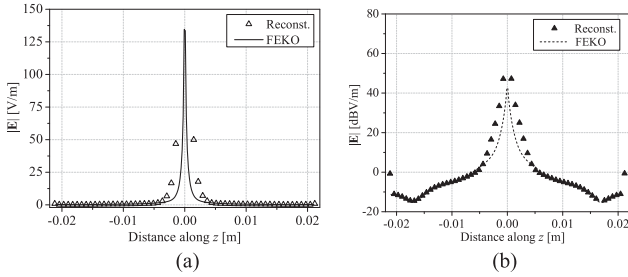 150
125
100
75
50
25
0
|E| [V/m]
Reconst.
FEKO
-0.02
-0.01
0.00
0.01
0.02
Distance along z [m]
(a)
80
60
40
20
0
-20
|E| [dBV/m]
Reconst.
FEKO
-0.02
-0.01
0.00
0.01
0.02
Distance along z [m]
(b)